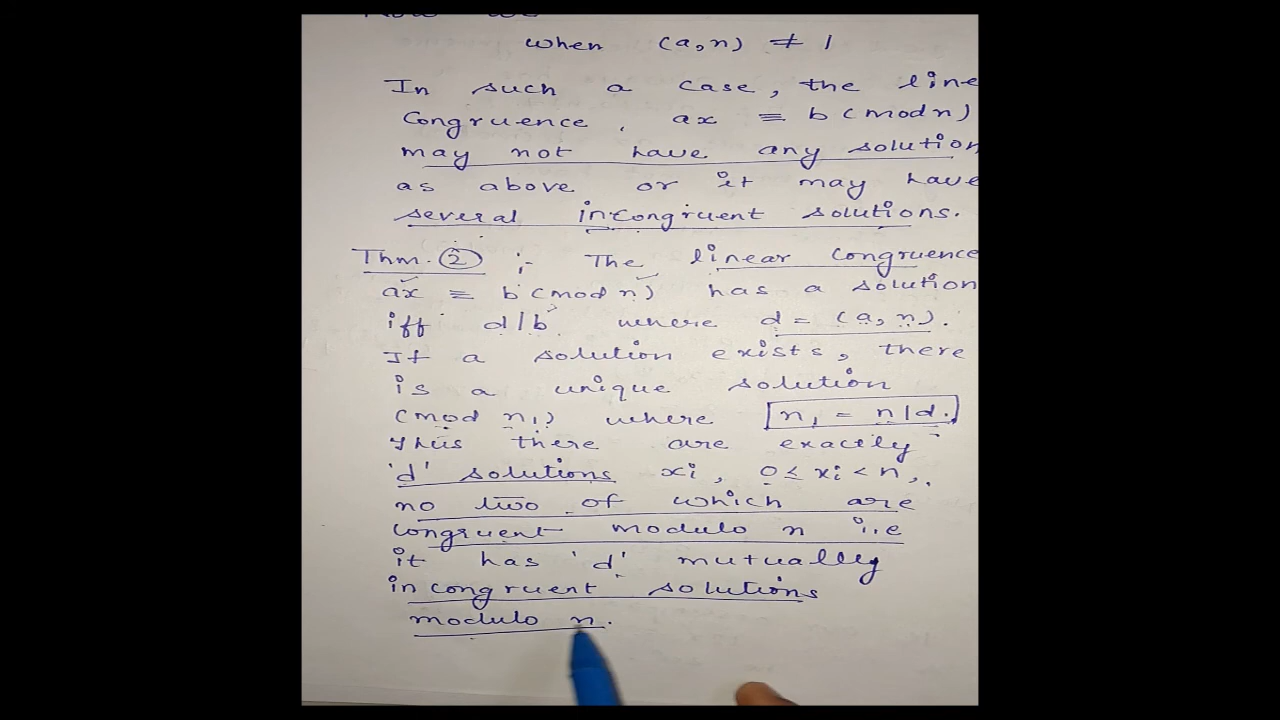 when (a,n) ≠ 1
In such a case, the line
Congruence, ax ≡ b (mod n)
may not have any solution
as above or it may have
several incongruent solutions.
Thm. 2 :- The linear congruence
ax ≡ b (mod n) has a solution
iff d/b where d = (a, n).
If a solution exists, there
is a unique solution
(mod n₁) where n₁ = n/d.
Thus there are exactly
'd' solutions xi, 0 ≤ xi < n,
no two of which are
congruent modulo n i.e
it has 'd' mutually
incongruent solutions
modulo n.